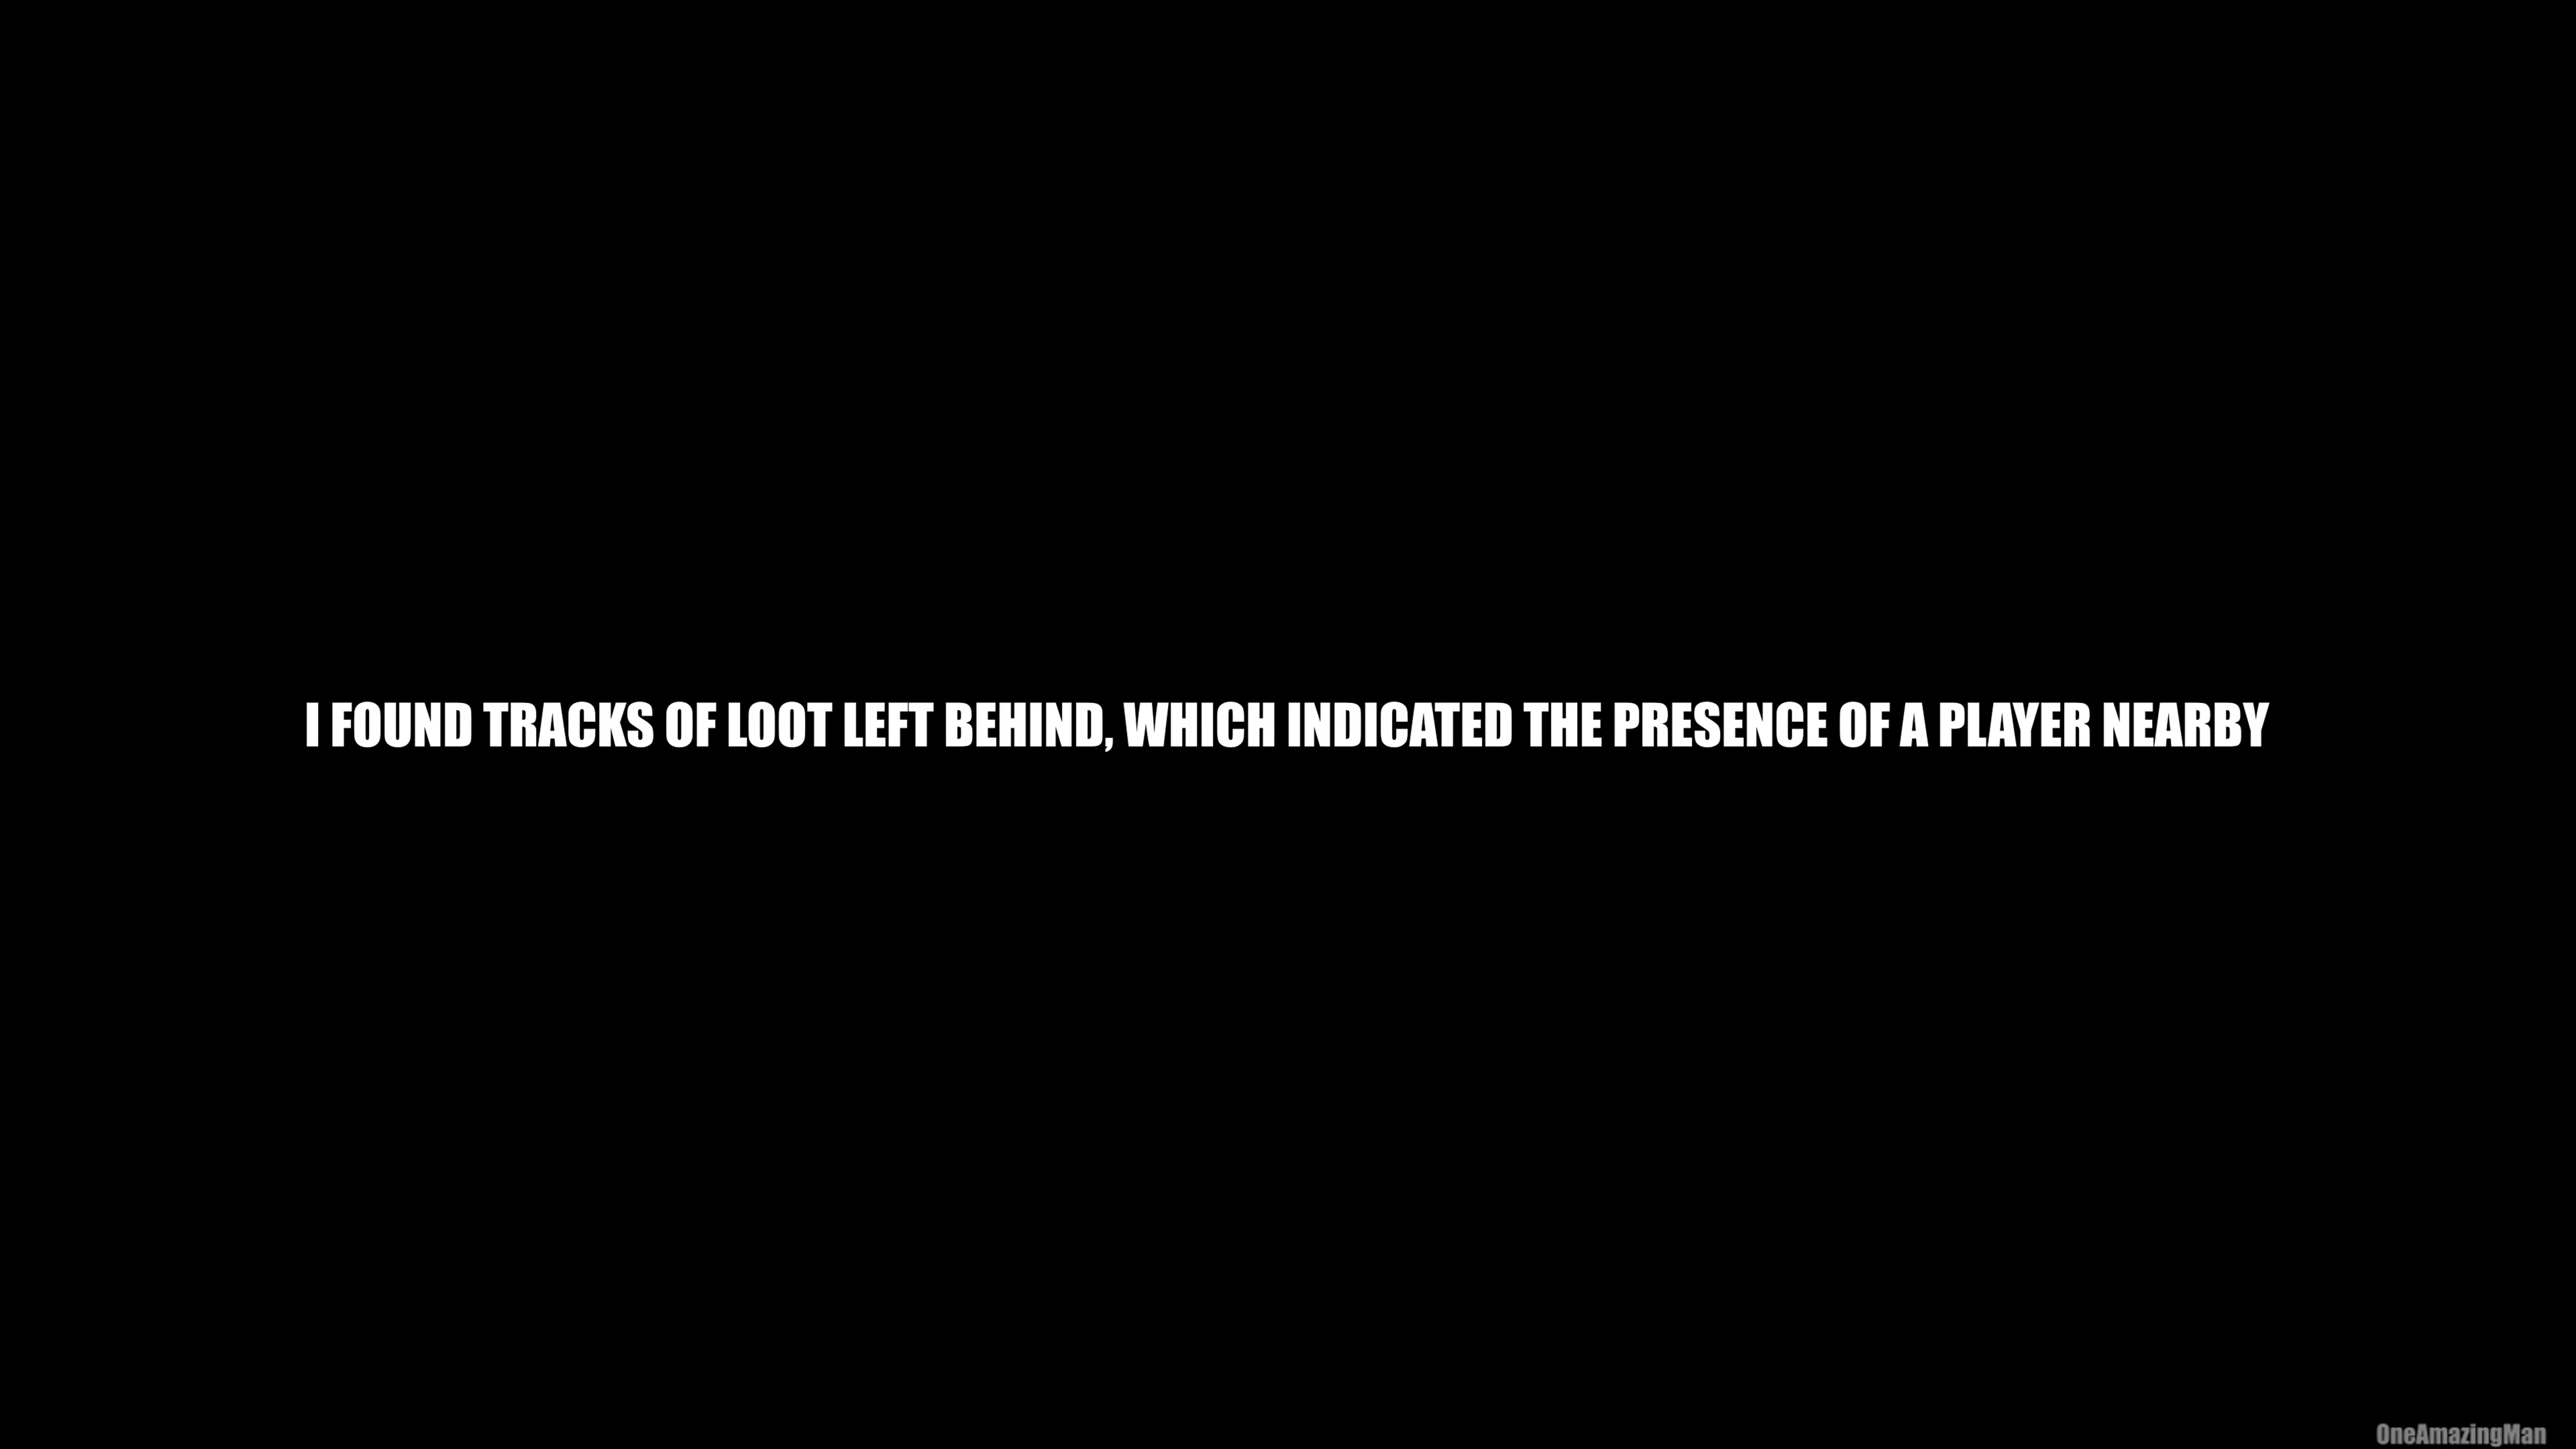 I FOUND TRACKS OF LOOT LEFT BEHIND, WHICH INDICATED THE PRESENCE OF A PLAYER NEARBY
OneAmazingMan